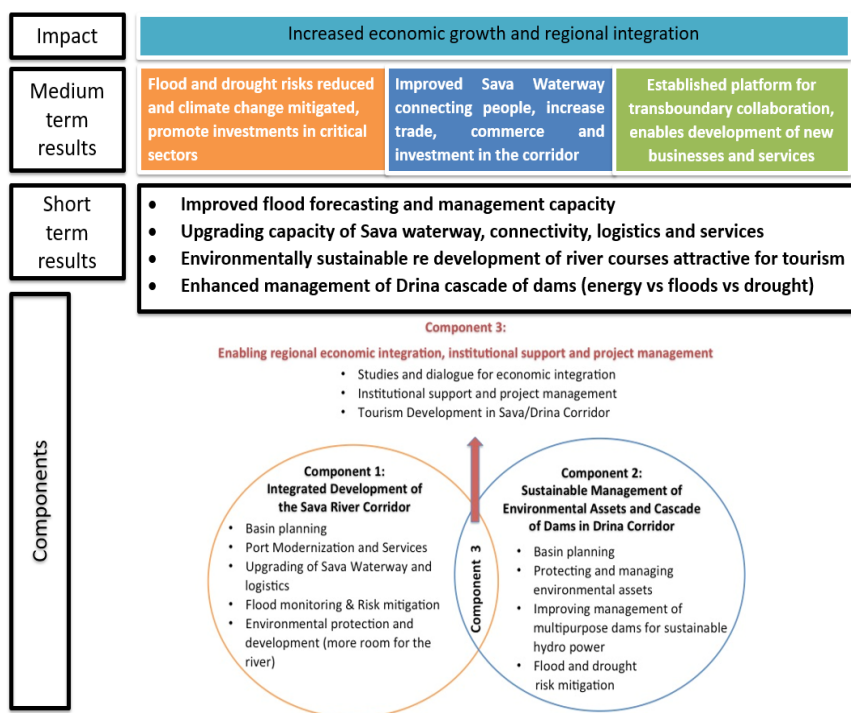 Impact
Increased economic growth and regional integration
Medium
term
results
Flood and drought risks reduced
and climate change mitigated,
promote investments in critical
sectors
Improved Sava Waterway
connecting people, increase
trade, commerce and
investment in the corridor
Established platform for
transboundary collaboration,
enables development of new
businesses and services
Short
term
results
• Improved flood forecasting and management capacity
• Upgrading capacity of Sava waterway, connectivity, logistics and services
• Environmentally sustainable re development of river courses attractive for tourism
• Enhanced management of Drina cascade of dams (energy vs floods vs drought)
Components
Component 3:
Enabling regional economic integration, institutional support and project management
• Studies and dialogue for economic integration
• Institutional support and project management
• Tourism Development in Sava/Drina Corridor
Component 1:
Integrated Development of
the Sava River Corridor
• Basin planning
• Port Modernization and Services
• Upgrading of Sava Waterway and
logistics
• Flood monitoring & Risk mitigation
• Environmental protection and
development (more room for the
river)
Component 3
Component 2:
Sustainable Management of
Environmental Assets and Cascade
of Dams in Drina Corridor
• Basin planning
• Protecting and managing
environmental assets
• Improving management of
multipurpose dams for sustainable
hydro power
• Flood and drought
risk mitigation